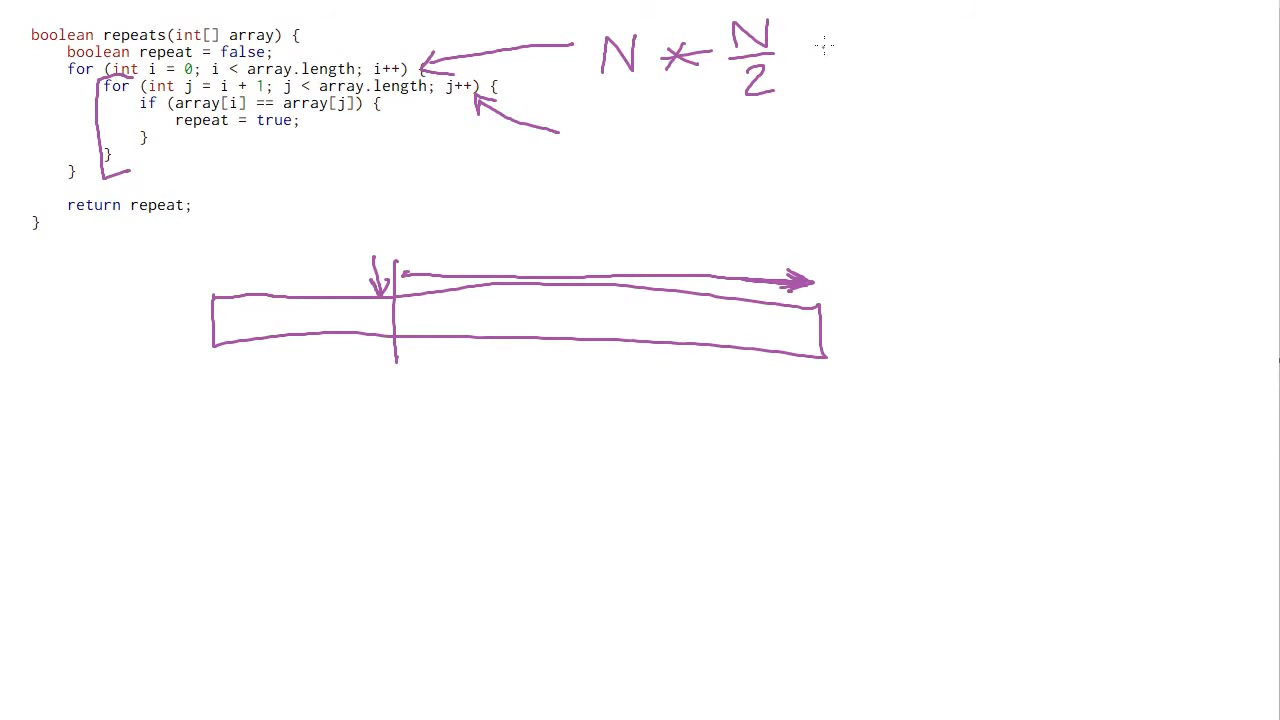 boolean repeats(int[] array) {
boolean repeat = false;
for (int i = 0; i < array.length; i++) {
for (int j = i + 1; j < array.length; j++) {
if (array[i] == array[j]) {
repeat = true;
}
}
}
return repeat;
}
N * N/2